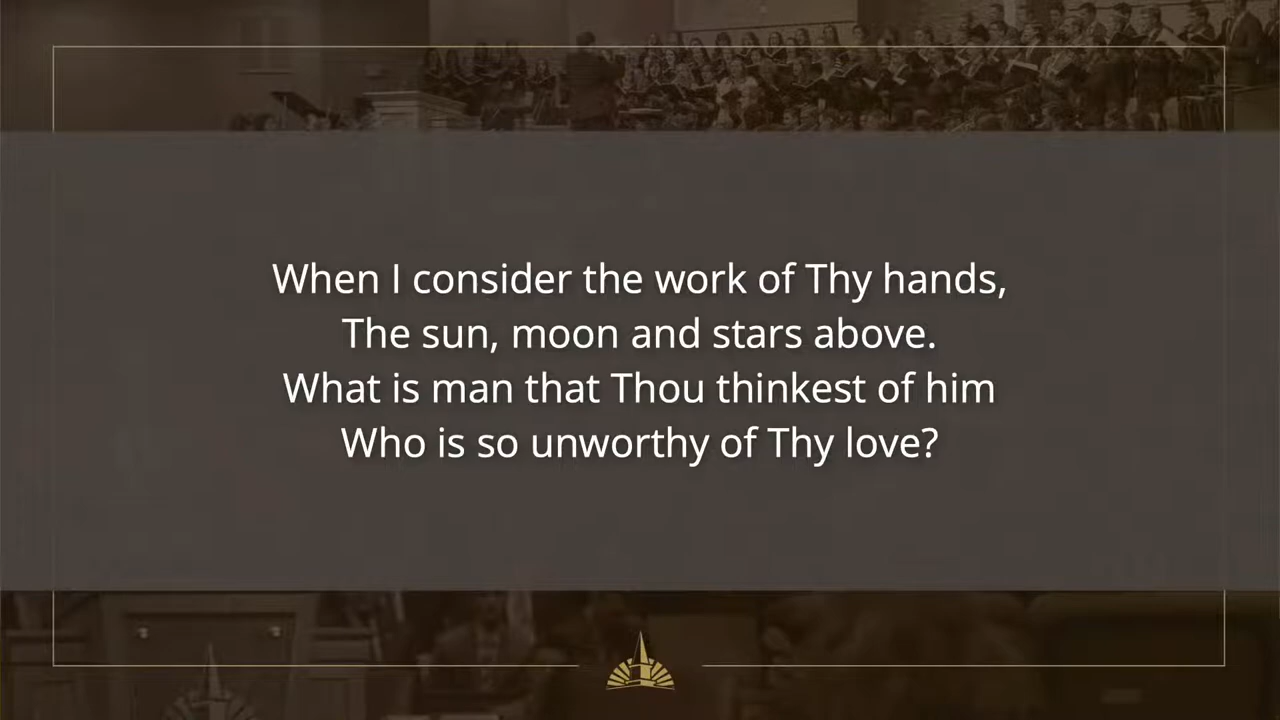 When I consider the work of Thy hands,
The sun, moon and stars above.
What is man that Thou thinkest of him
Who is so unworthy of Thy love?